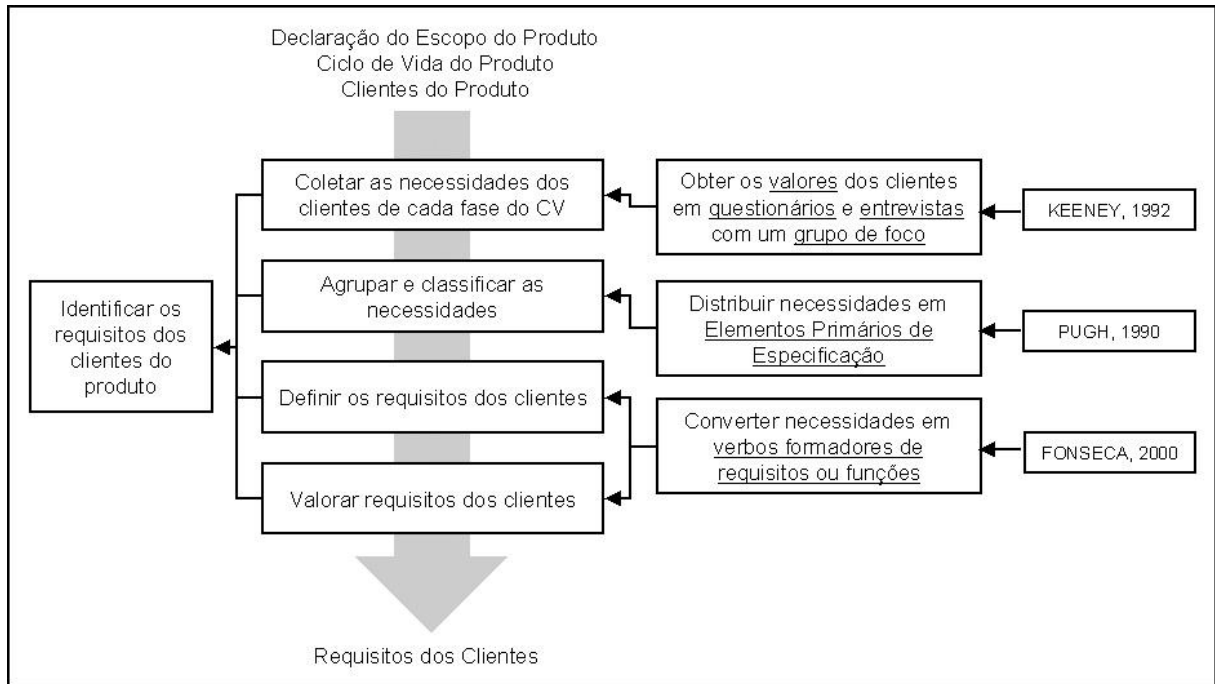 Declaração do Escopo do Produto
Ciclo de Vida do Produto
Clientes do Produto
Coletar as necessidades dos
clientes de cada fase do CV
Obter os valores dos clientes
em questionários e entrevistas
com um grupo de foco
KEENEY, 1992
Agrupar e classificar as
necessidades
Distribuir necessidades em
Elementos Primários de
Especificação
PUGH, 1990
Identificar os
requisitos dos
clientes do
produto
Definir os requisitos dos clientes
Converter necessidades em
verbos formadores de
requisitos ou funções
FONSECA, 2000
Valorar requisitos dos clientes
Requisitos dos Clientes